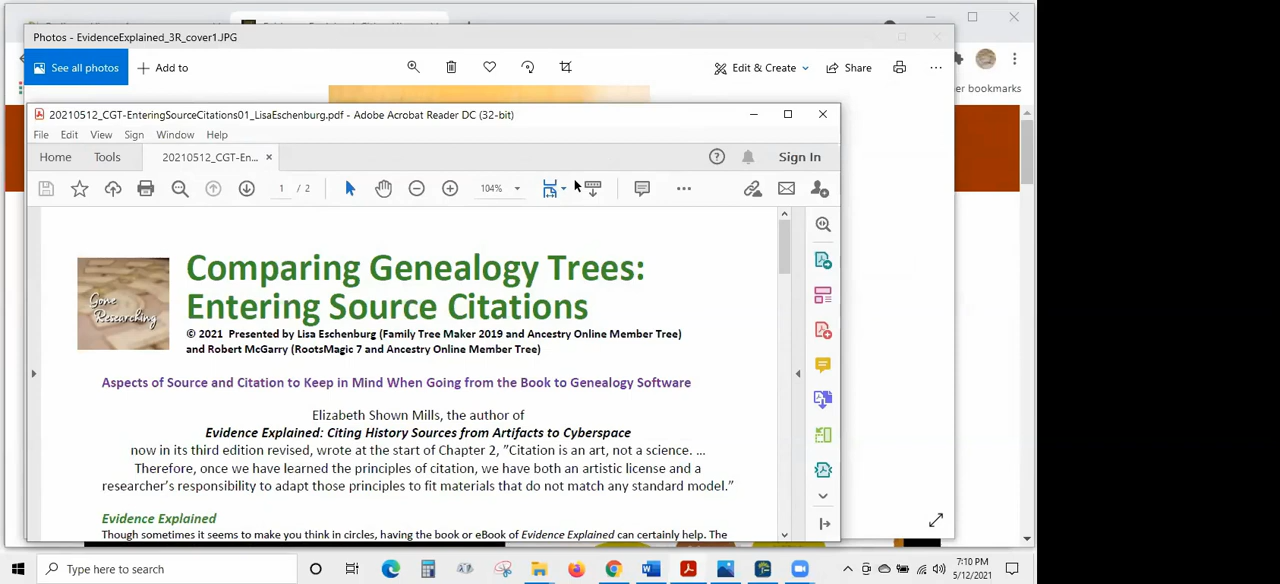 Photos - EvidenceExplained_3R_cover1.JPG
See all photos
Add to
Edit & Create
Share
er bookmarks
20210512_CGT-EnteringSourceCitations01_LisaEschenburg.pdf - Adobe Acrobat Reader DC (32-bit)
File Edit View Sign Window Help
Home Tools 20210512_CGT-En... Sign In
1 / 2 104%
Gone Researching
Comparing Genealogy Trees:
Entering Source Citations
© 2021 Presented by Lisa Eschenburg (Family Tree Maker 2019 and Ancestry Online Member Tree)
and Robert McGarry (RootsMagic 7 and Ancestry Online Member Tree)
Aspects of Source and Citation to Keep in Mind When Going from the Book to Genealogy Software
Elizabeth Shown Mills, the author of
Evidence Explained: Citing History Sources from Artifacts to Cyberspace
now in its third edition revised, wrote at the start of Chapter 2, "Citation is an art, not a science. ...
Therefore, once we have learned the principles of citation, we have both an artistic license and a
researcher's responsibility to adapt those principles to fit materials that do not match any standard model."
Evidence Explained
Though sometimes it seems to make you think in circles, having the book or eBook of Evidence Explained can certainly help. The
Type here to search
7:10 PM
5/12/2021